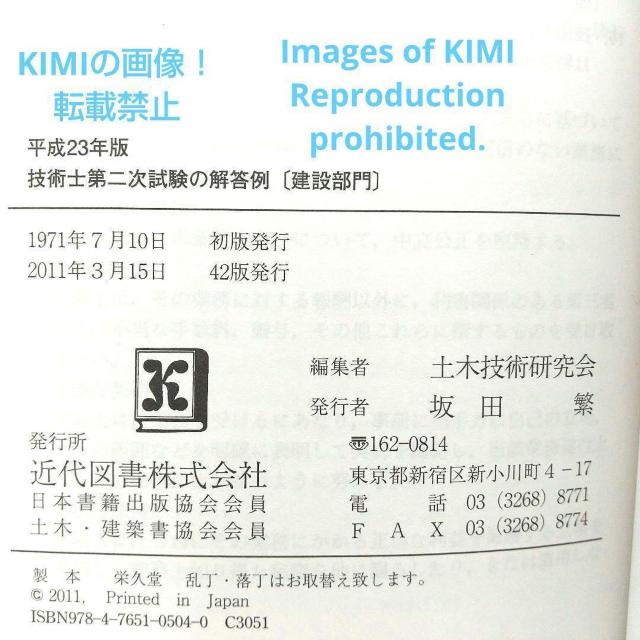 KIMIの画像！
転載禁止
Images of KIMI
Reproduction
prohibited.
平成23年版
技術士第二次試験の解答例〔建設部門〕
1971年7月10日 初版発行
2011年3月15日 42版発行
K
編集者 土木技術研究会
発行者 坂田 繁
発行所
近代図書株式会社
日本書籍出版協会会員
土木・建築書協会会員
〠162-0814
東京都新宿区新小川町4-17
電 話 03 (3268) 8771
F A X 03 (3268) 8774
製 本 栄久堂 乱丁・落丁はお取替え致します。
© 2011, Printed in Japan
ISBN978-4-7651-0504-0 C3051